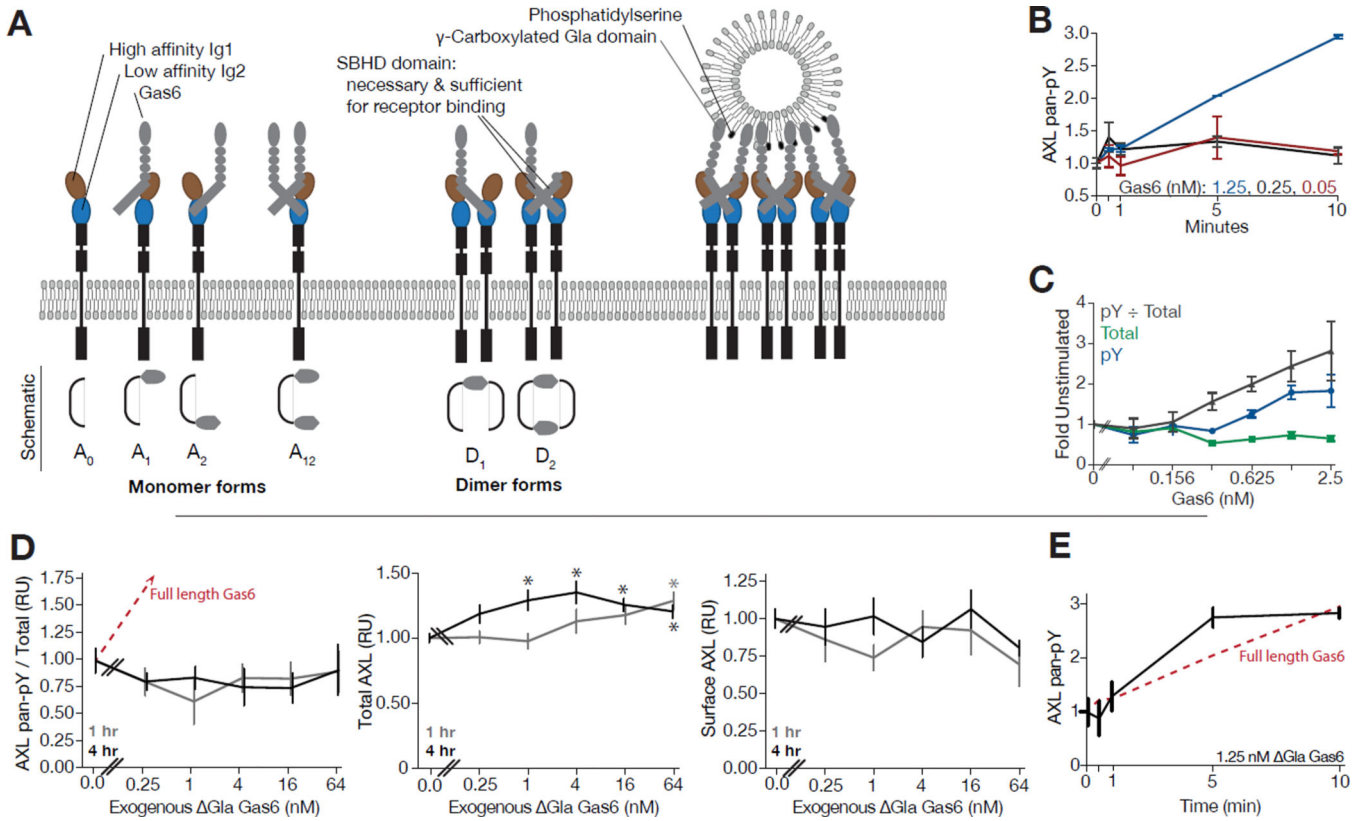 A
High affinity Ig1
Low affinity Ig2
Gas6
SBHD domain:
necessary & sufficient
for receptor binding
Phosphatidylserine
γ-Carboxylated Gla domain
Schematic
A0
A1
A2
A12
D1
D2
Monomer forms
Dimer forms
B
AXL pan-pY
3.0
2.5
2.0
1.5
1.0
0.5
Gas6 (nM): 1.25, 0.25, 0.05
0
1
5
10
Minutes
C
Fold Unstimulated
4
3
2
1
0
pY ÷ Total
Total
pY
0
0.156
0.625
2.5
Gas6 (nM)
D
AXL pan-pY / Total (RU)
1.75
1.50
1.25
1.00
0.75
0.50
0.25
0.00
Full length Gas6
1 hr
4 hr
0.0
0.25
1
4
16
64
Exogenous ΔGla Gas6 (nM)
Total AXL (RU)
1.50
1.00
0.50
0
* * * *
*
1 hr
4 hr
0.0
0.25
1
4
16
64
Exogenous ΔGla Gas6 (nM)
Surface AXL (RU)
1.25
1.00
0.75
0.50
0.25
0.00
1 hr
4 hr
0.0
0.25
1
4
16
64
Exogenous ΔGla Gas6 (nM)
E
AXL pan-pY
3
2
1
0
Full length Gas6
1.25 nM ΔGla Gas6
0
1
5
10
Time (min)